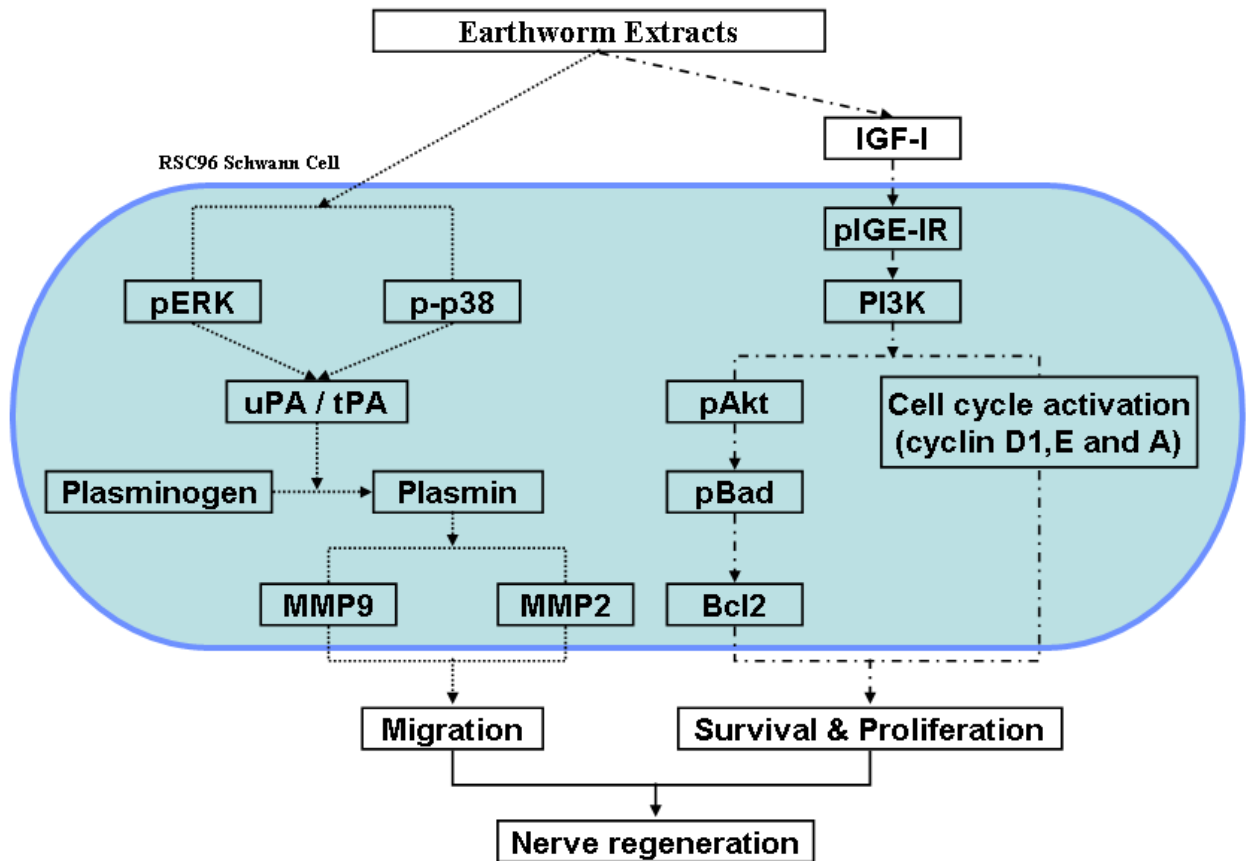 Earthworm Extracts
IGF-I
RSC96 Schwann Cell
pIGE-IR
pERK
p-p38
PI3K
uPA / tPA
pAkt
Cell cycle activation
(cyclin D1,E and A)
Plasminogen
Plasmin
pBad
MMP9
MMP2
Bcl2
Migration
Survival & Proliferation
Nerve regeneration